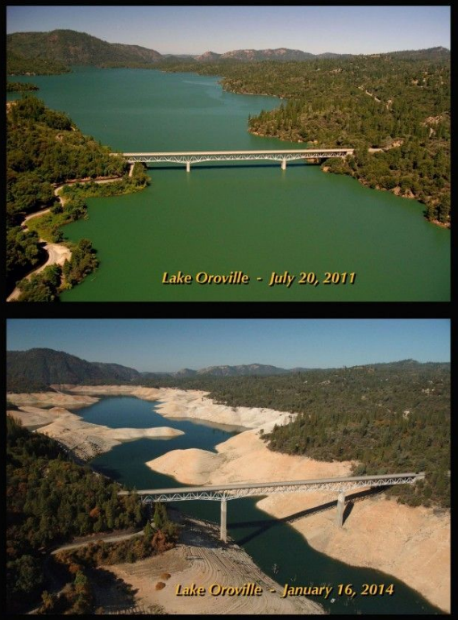 Lake Oroville - July 20, 2011
Lake Oroville - January 16, 2014